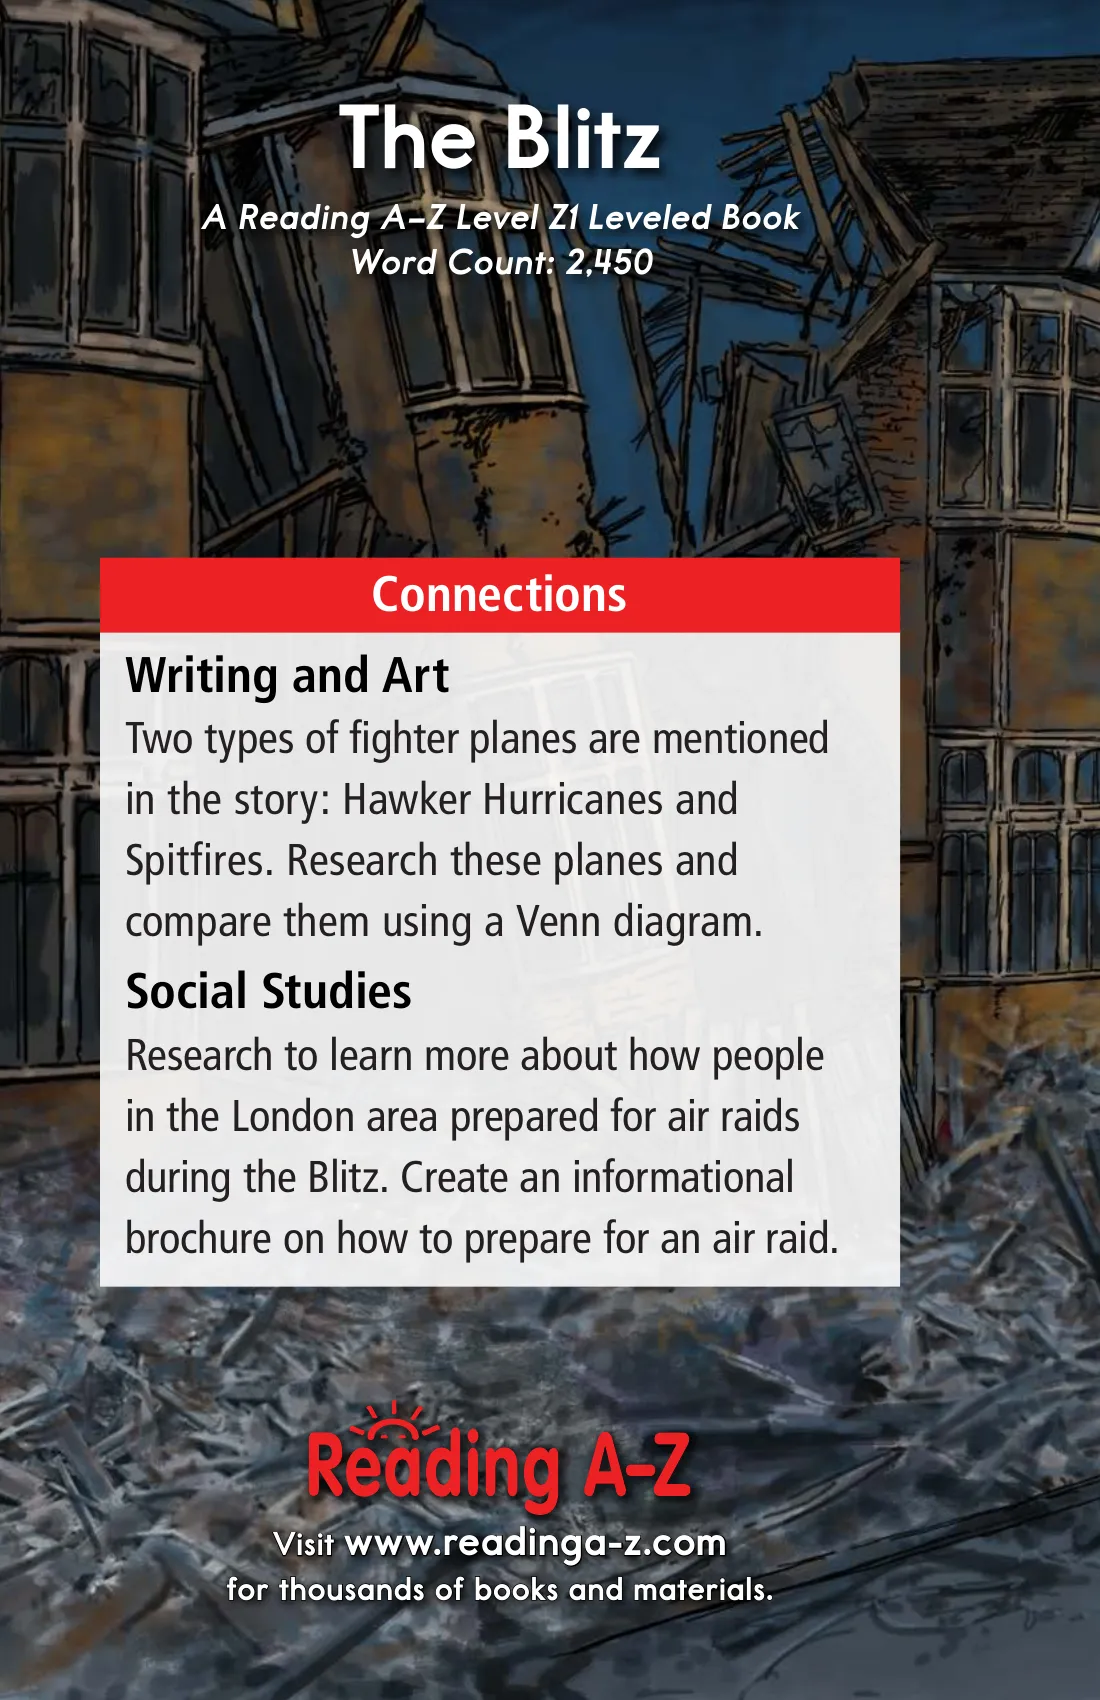 The Blitz
A Reading A–Z Level Z1 Leveled Book
Word Count: 2,450
Connections
Writing and Art
Two types of fighter planes are mentioned
in the story: Hawker Hurricanes and
Spitfires. Research these planes and
compare them using a Venn diagram.
Social Studies
Research to learn more about how people
in the London area prepared for air raids
during the Blitz. Create an informational
brochure on how to prepare for an air raid.
Reading A–Z
Visit www.readinga-z.com
for thousands of books and materials.